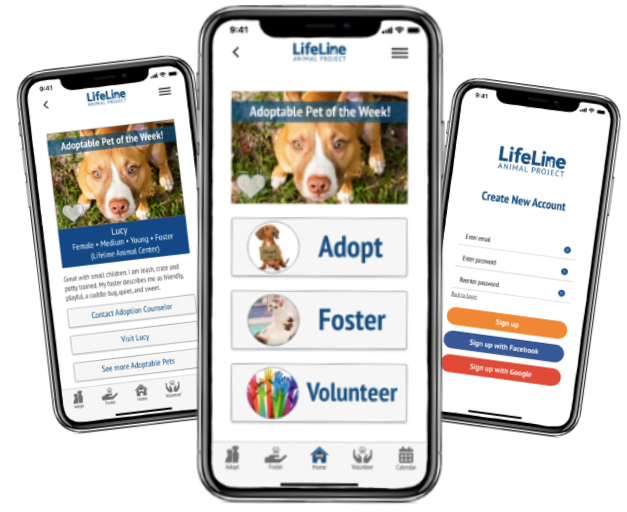 9:41
LifeLine
ANIMAL PROJECT
Adoptable Pet of the Week!
Lucy
Female • Medium • Young • Foster
(Lifeline Animal Center)
Great with small children. I am leash, crate and
potty trained. My foster describes me as friendly,
playful, a cuddle bug, quiet, and sweet.
Contact Adoption Counselor
Visit Lucy
See more Adoptable Pets
Adopt
Foster
Home
Volunteer
9:41
LifeLine
ANIMAL PROJECT
Adoptable Pet of the Week!
Adopt
Foster
Volunteer
Adopt
Foster
Home
Volunteer
Calendar
9:41
LifeLine
ANIMAL PROJECT
Create New Account
Enter email
Enter password
Reenter password
Back to Login
Sign up
Sign up with Facebook
Sign up with Google